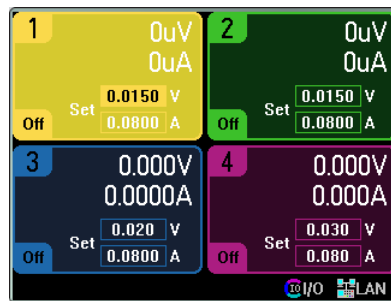 1 0uV
0uA
Set 0.0150 V
Off 0.0800 A
2 0uV
0uA
Set 0.0150 V
Off 0.0800 A
3 0.000V
0.0000A
Set 0.020 V
Off 0.0800 A
4 0.000V
0.000A
Set 0.030 V
Off 0.080 A
IO I/O LAN